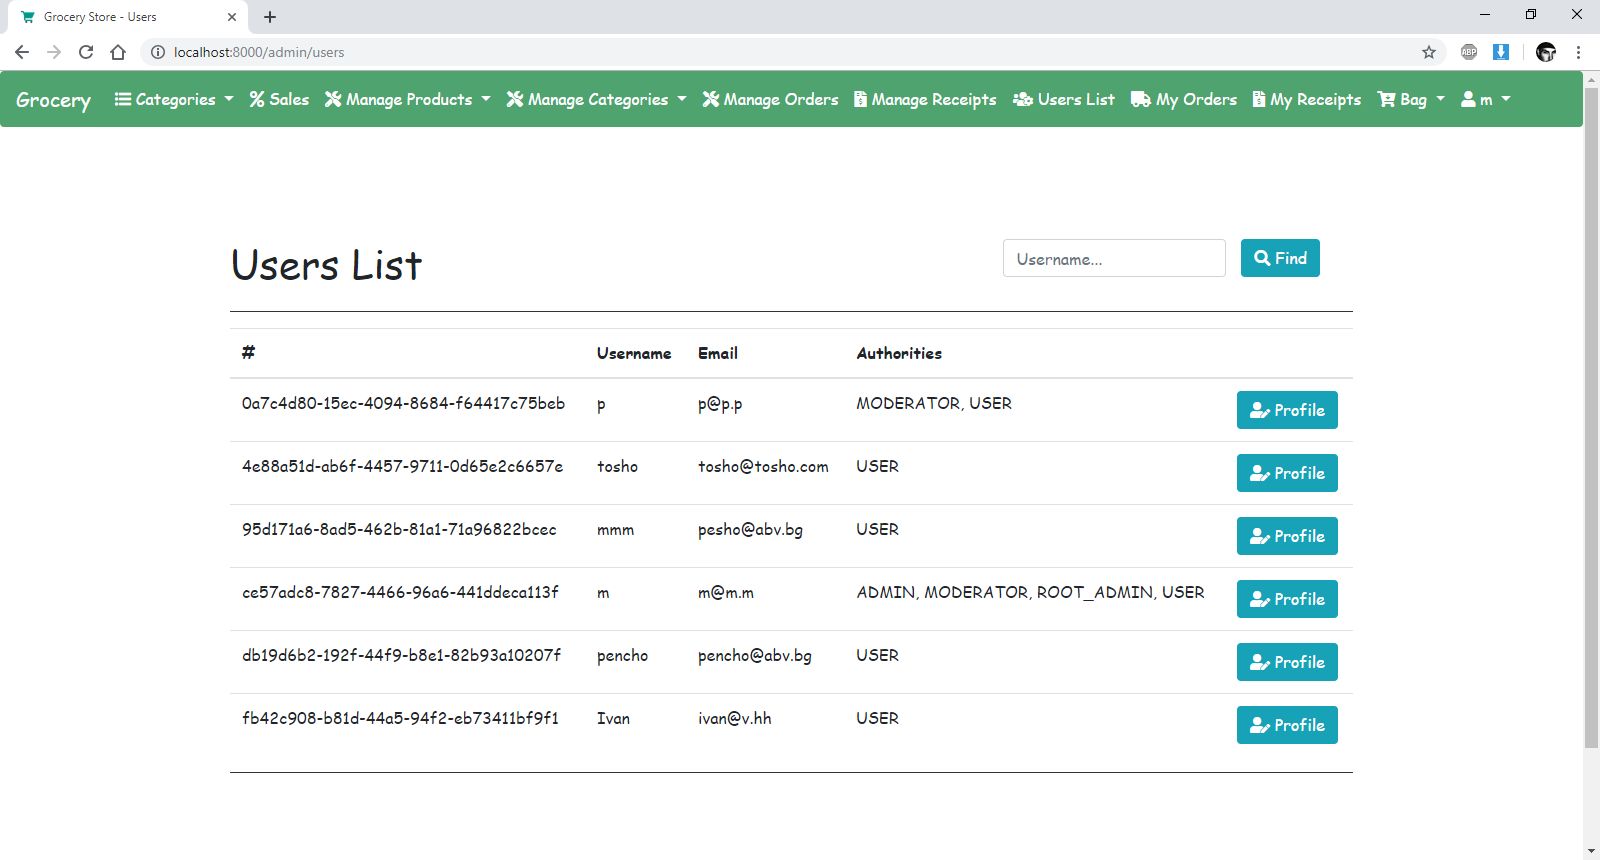 Grocery Store - Users
localhost:8000/admin/users
ABP
Grocery Categories Sales Manage Products Manage Categories Manage Orders Manage Receipts Users List My Orders My Receipts Bag m
Users List Username... Find
# Username Email Authorities
0a7c4d80-15ec-4094-8684-f64417c75beb p p@p.p MODERATOR, USER Profile
4e88a51d-ab6f-4457-9711-0d65e2c6657e tosho tosho@tosho.com USER Profile
95d171a6-8ad5-462b-81a1-71a96822bcec mmm pesho@abv.bg USER Profile
ce57adc8-7827-4466-96a6-441ddeca113f m m@m.m ADMIN, MODERATOR, ROOT_ADMIN, USER Profile
db19d6b2-192f-44f9-b8e1-82b93a10207f pencho pencho@abv.bg USER Profile
fb42c908-b81d-44a5-94f2-eb73411bf9f1 Ivan ivan@v.hh USER Profile